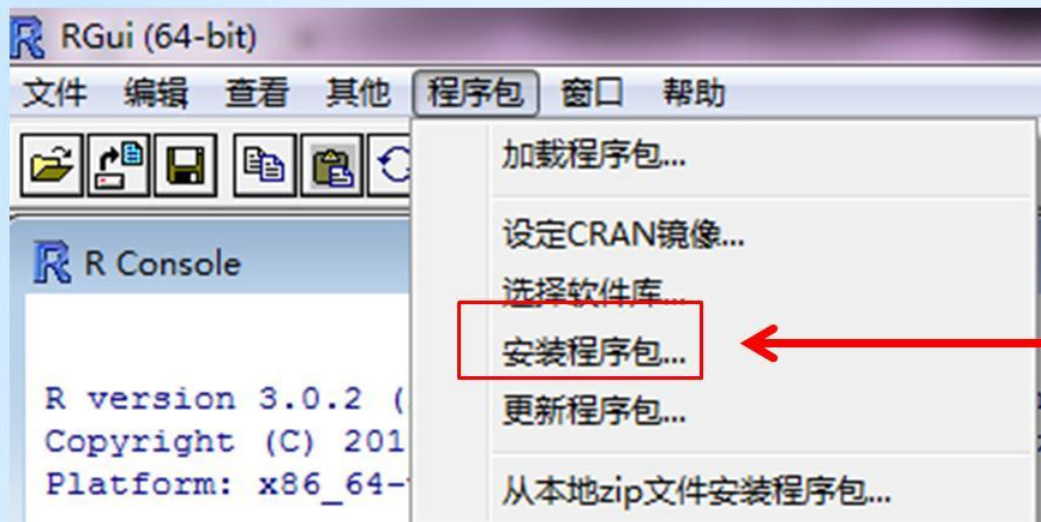 RGui (64-bit)
文件 编辑 查看 其他 程序包 窗口 帮助
加载程序包...
设定CRAN镜像...
选择软件库...
安装程序包...
更新程序包...
从本地zip文件安装程序包...
R Console
R version 3.0.2 (
Copyright (C) 201
Platform: x86_64-